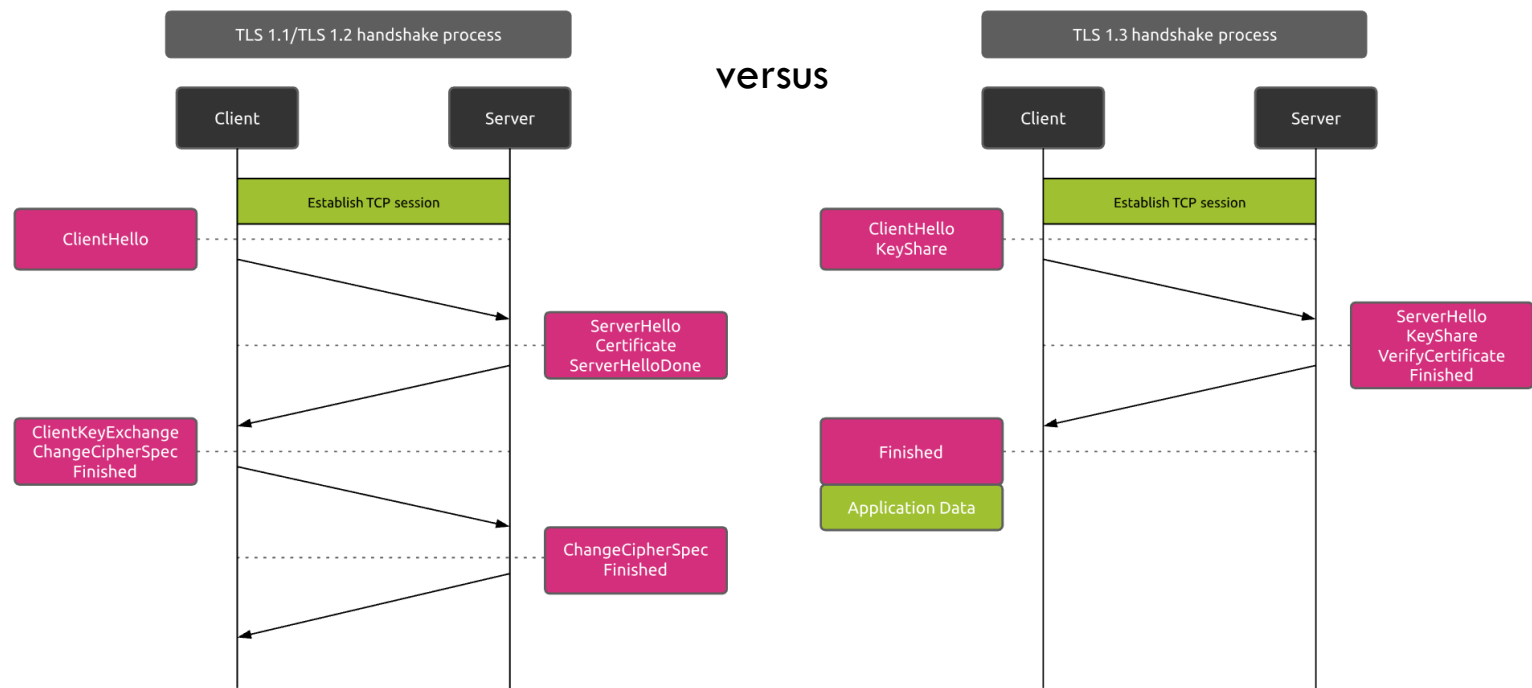 TLS 1.1/TLS 1.2 handshake process
versus
TLS 1.3 handshake process
Client
Server
Establish TCP session
ClientHello
ServerHello
Certificate
ServerHelloDone
ClientKeyExchange
ChangeCipherSpec
Finished
ChangeCipherSpec
Finished
Client
Server
Establish TCP session
ClientHello
KeyShare
ServerHello
KeyShare
VerifyCertificate
Finished
Finished
Application Data